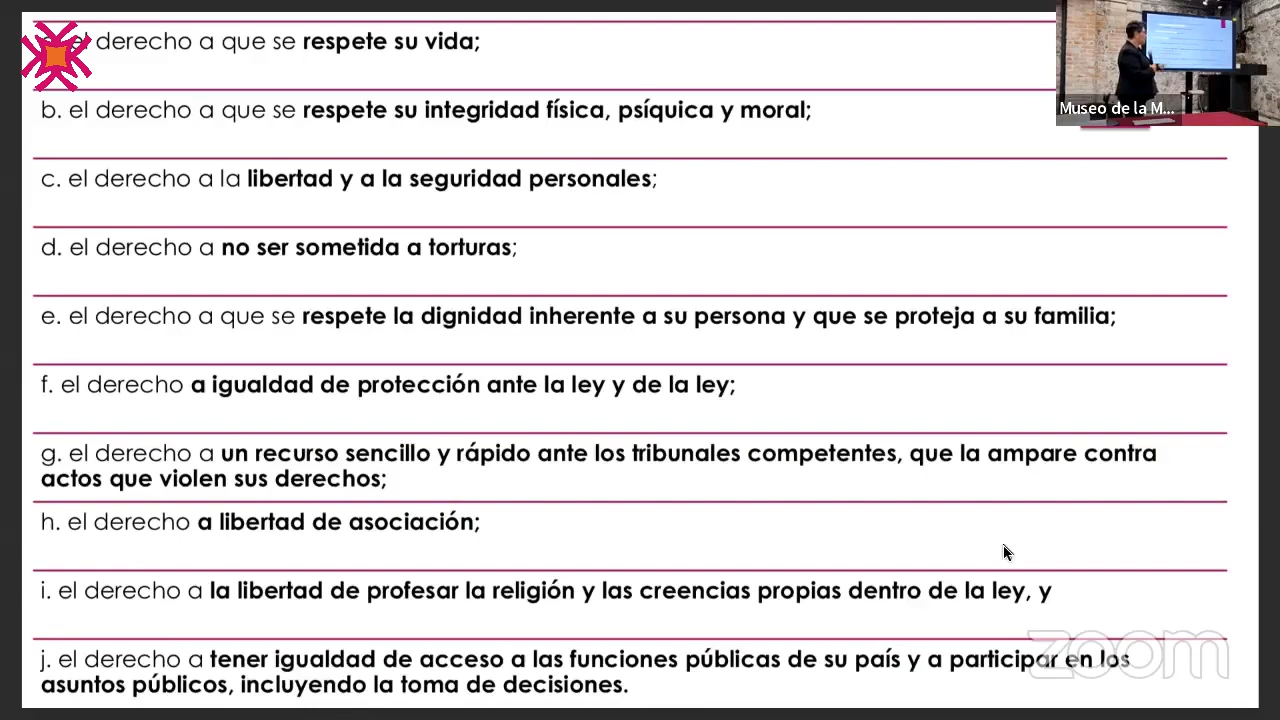 el derecho a que se respete su vida;
b. el derecho a que se respete su integridad física, psíquica y moral;
c. el derecho a la libertad y a la seguridad personales;
d. el derecho a no ser sometida a torturas;
e. el derecho a que se respete la dignidad inherente a su persona y que se proteja a su familia;
f. el derecho a igualdad de protección ante la ley y de la ley;
g. el derecho a un recurso sencillo y rápido ante los tribunales competentes, que la ampare contra
actos que violen sus derechos;
h. el derecho a libertad de asociación;
i. el derecho a la libertad de profesar la religión y las creencias propias dentro de la ley, y
j. el derecho a tener igualdad de acceso a las funciones públicas de su país y a participar en los
asuntos públicos, incluyendo la toma de decisiones.
Museo de la M...
zoom